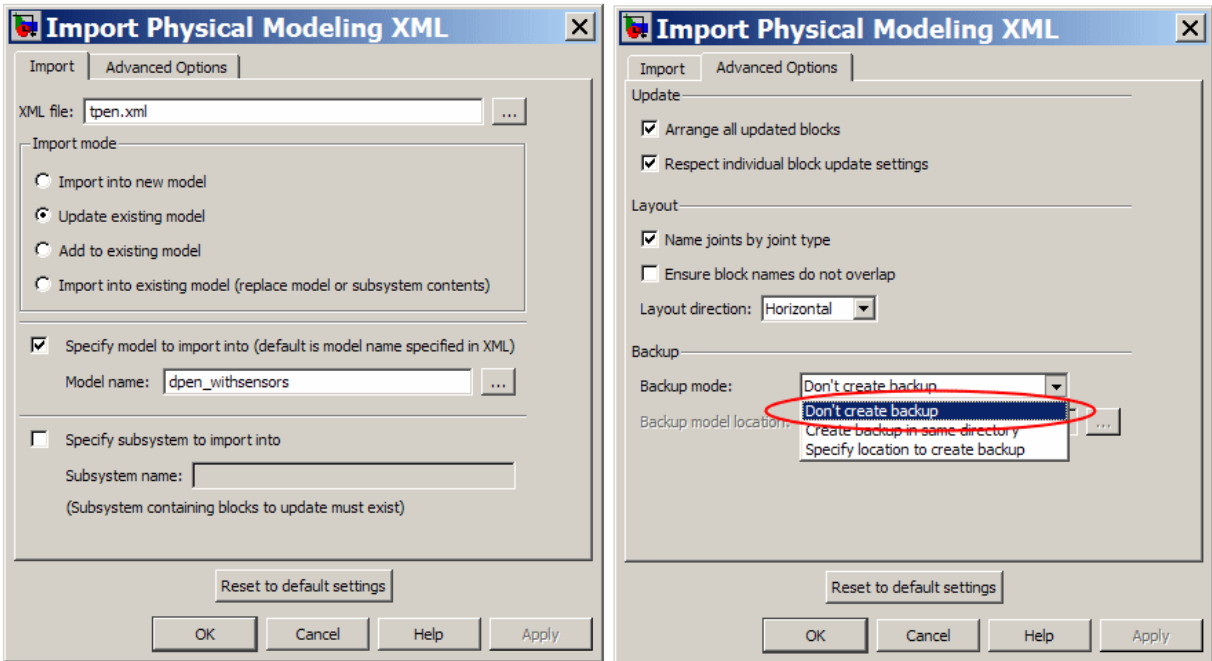 Import Physical Modeling XML
Import
Advanced Options
XML file: tpen.xml ...
Import mode
Import into new model
Update existing model
Add to existing model
Import into existing model (replace model or subsystem contents)
Specify model to import into (default is model name specified in XML)
Model name: dpen_withsensors ...
Specify subsystem to import into
Subsystem name:
(Subsystem containing blocks to update must exist)
Reset to default settings
OK Cancel Help Apply
Import Physical Modeling XML
Import
Advanced Options
Update
Arrange all updated blocks
Respect individual block update settings
Layout
Name joints by joint type
Ensure block names do not overlap
Layout direction: Horizontal
Backup
Backup mode: Don't create backup
Don't create backup
Backup model location: ...
Create backup in same directory
Specify location to create backup
Reset to default settings
OK Cancel Help Apply